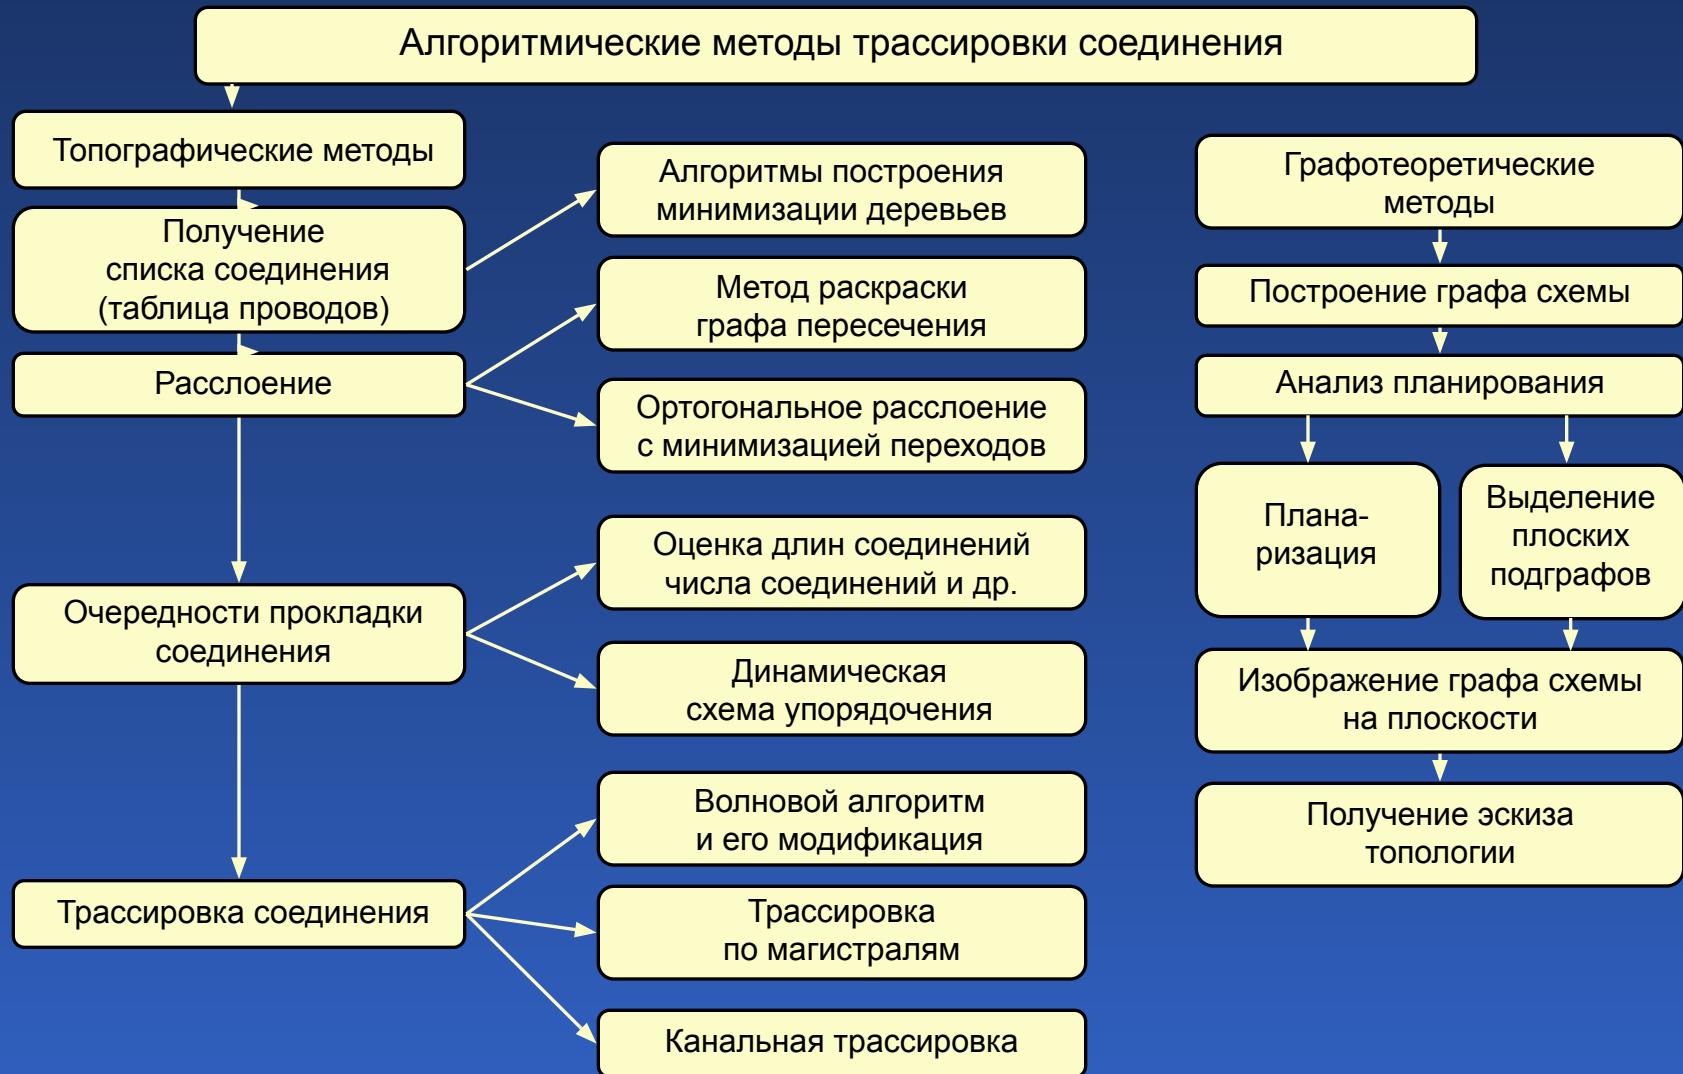 Алгоритмические методы трассировки соединения
Топографические методы
Получение
списка соединения
(таблица проводов)
Расслоение
Очередности прокладки
соединения
Трассировка соединения
Алгоритмы построения
минимизации деревьев
Метод раскраски
графа пересечения
Ортогональное расслоение
с минимизацией переходов
Оценка длин соединений
числа соединений и др.
Динамическая
схема упорядочения
Волновой алгоритм
и его модификация
Трассировка
по магистралям
Канальная трассировка
Графотеоретические
методы
Построение графа схемы
Анализ планирования
Плана-
ризация
Выделение
плоских
подграфов
Изображение графа схемы
на плоскости
Получение эскиза
топологии